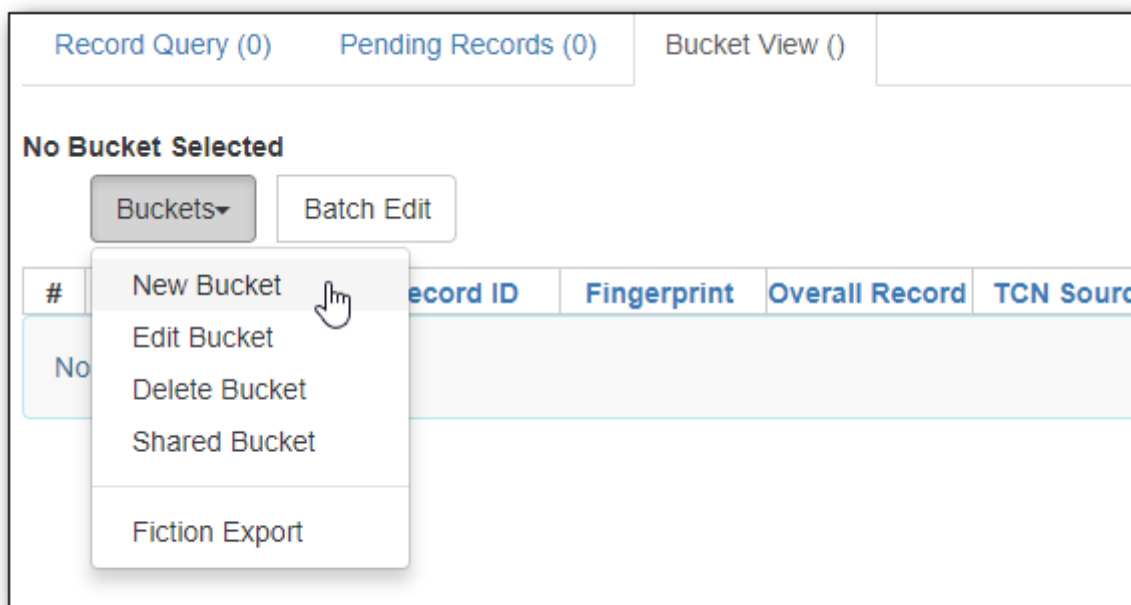 Record Query (0) Pending Records (0) Bucket View ()
No Bucket Selected
Buckets Batch Edit
# ecord ID Fingerprint Overall Record TCN Sourc
New Bucket
Edit Bucket
No
Delete Bucket
Shared Bucket
Fiction Export